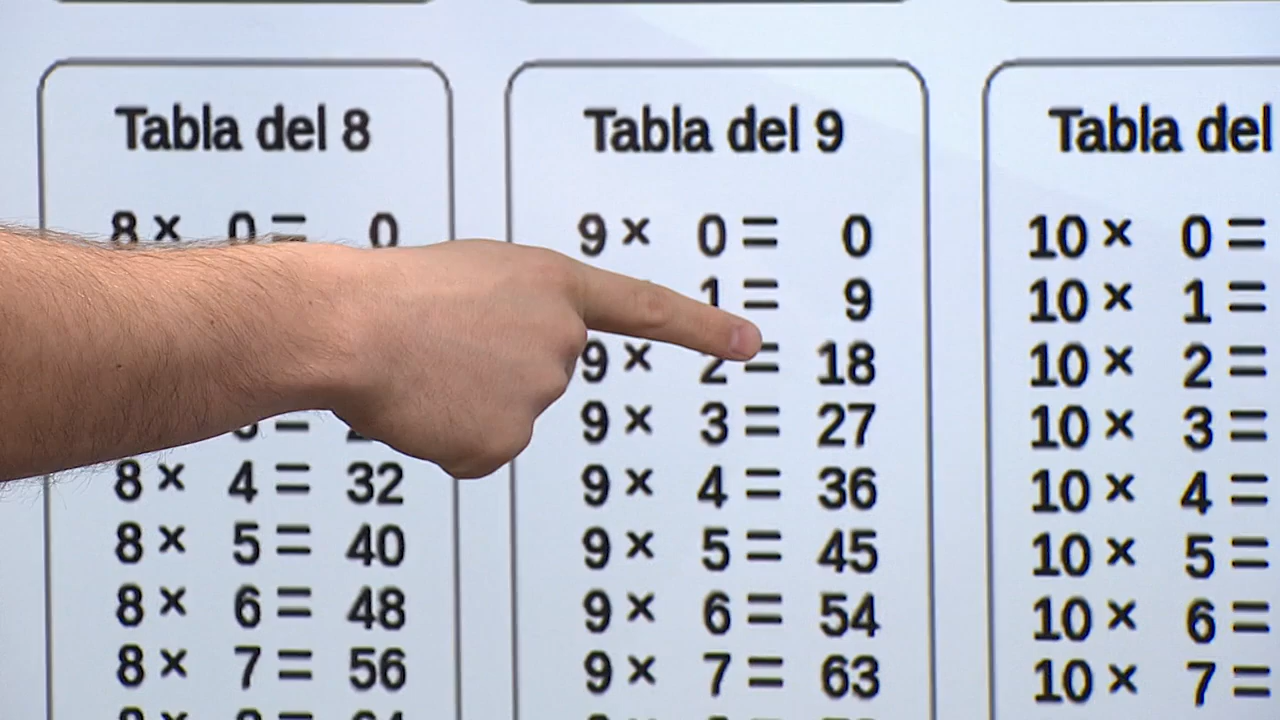 Tabla del 8
8 × 0 = 0
8 × 4 = 32
8 × 5 = 40
8 × 6 = 48
8 × 7 = 56
Tabla del 9
9 × 0 = 0
1 = 9
9 × 2 = 18
9 × 3 = 27
9 × 4 = 36
9 × 5 = 45
9 × 6 = 54
9 × 7 = 63
Tabla del
10 × 0 =
10 × 1 =
10 × 2 =
10 × 3 =
10 × 4 =
10 × 5 =
10 × 6 =
10 × 7 =